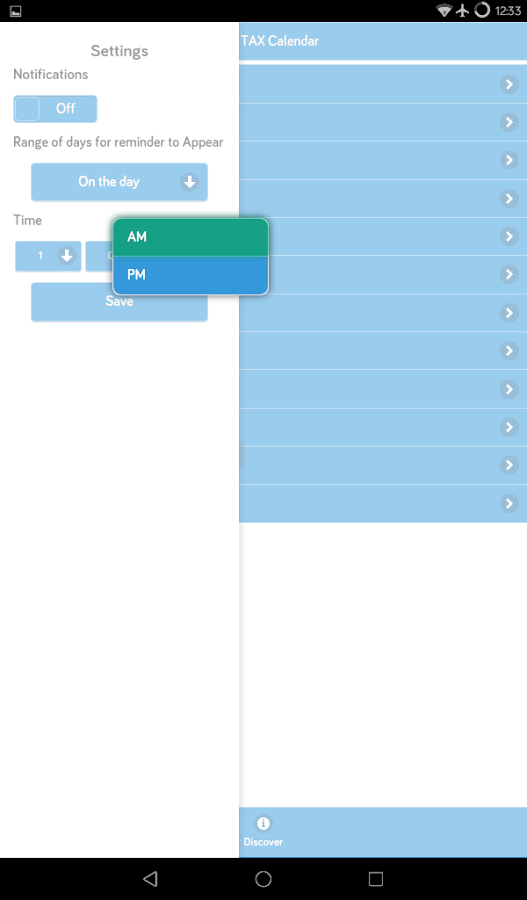 12:33
Settings
TAX Calendar
Notifications
Off
Range of days for reminder to Appear
On the day
Time
AM
1
PM
Save
Discover